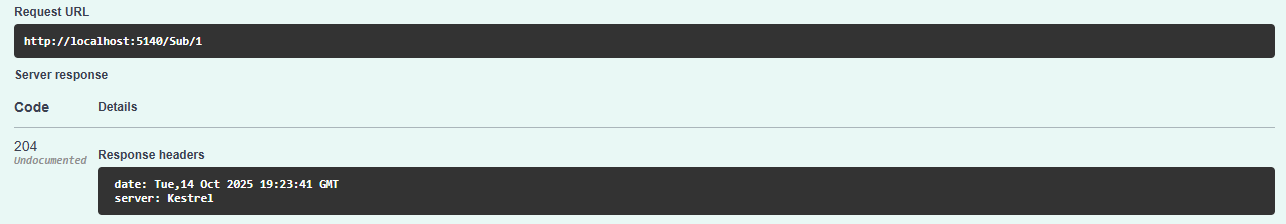 Request URL
http://localhost:5140/Sub/1
Server response
Code Details
204
Undocumented
Response headers
date: Tue,14 Oct 2025 19:23:41 GMT
server: Kestrel